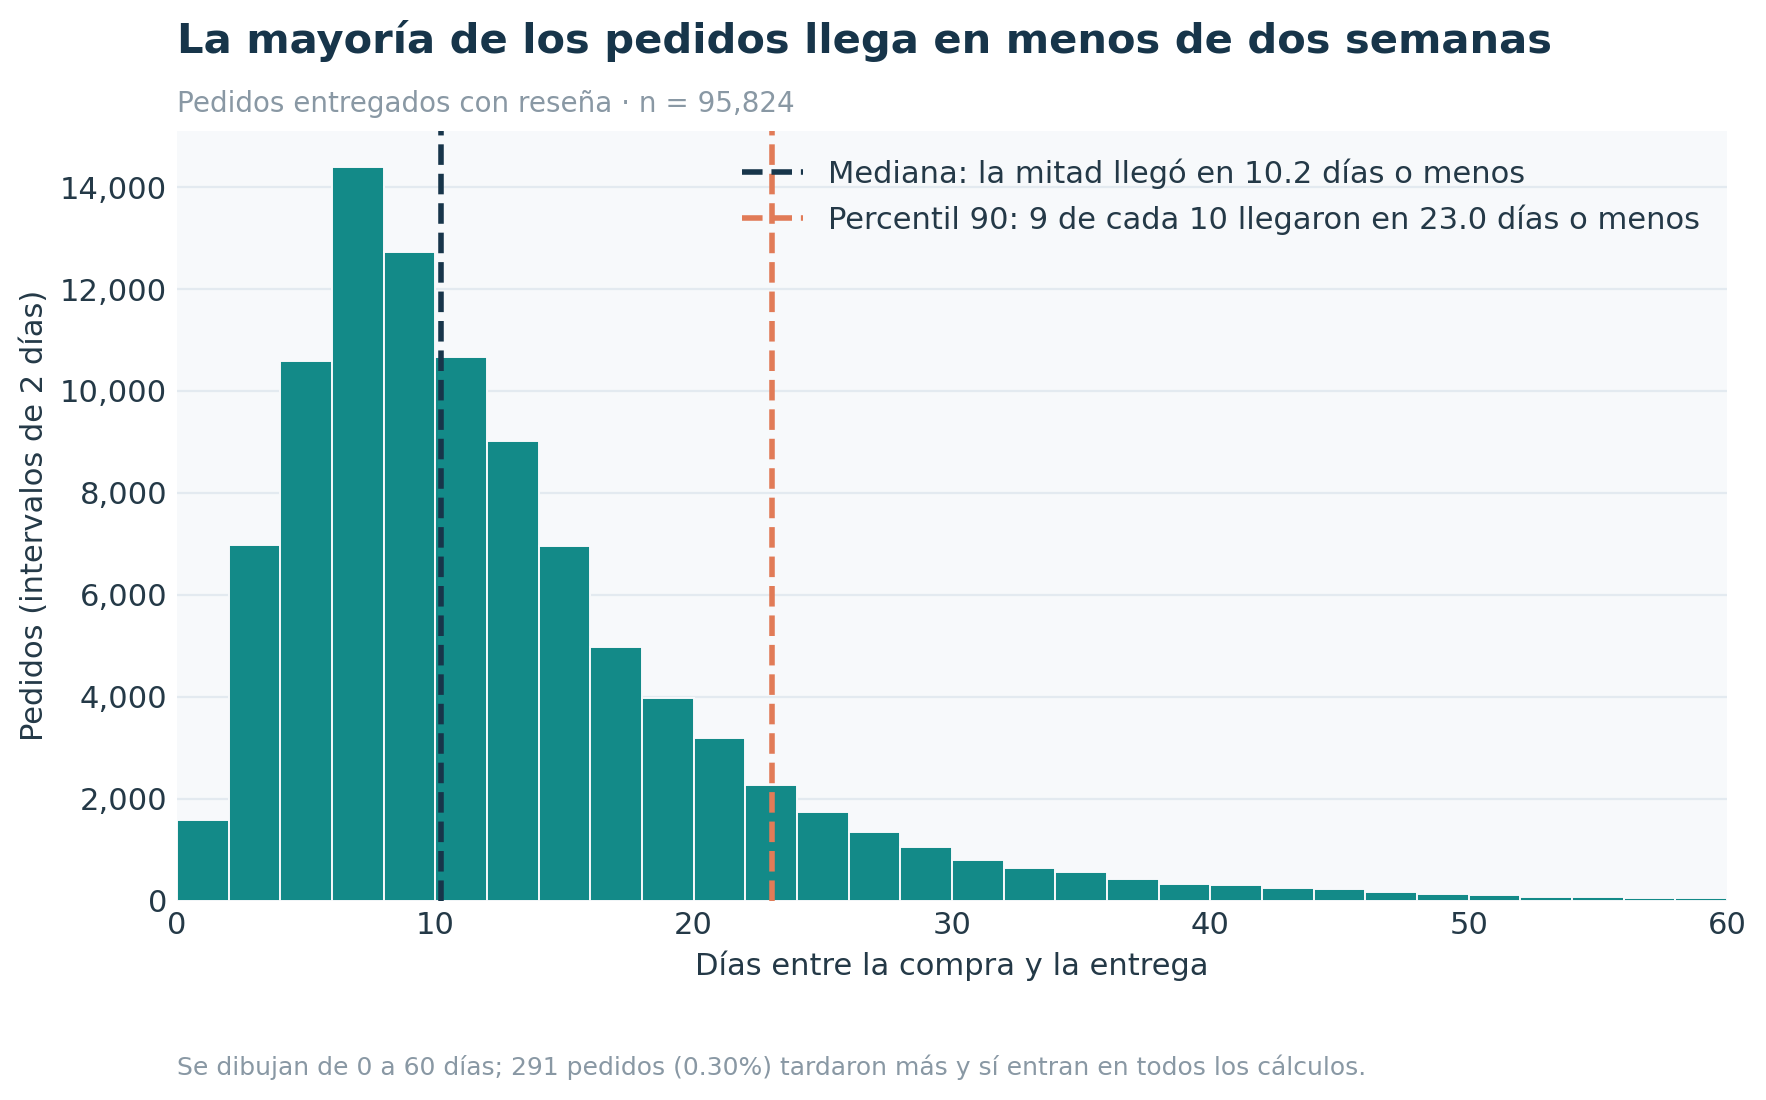 La mayoría de los pedidos llega en menos de dos semanas
Pedidos entregados con reseña · n = 95,824
Mediana: la mitad llegó en 10.2 días o menos
Percentil 90: 9 de cada 10 llegaron en 23.0 días o menos
Pedidos (intervalos de 2 días)
14,000
12,000
10,000
8,000
6,000
4,000
2,000
0
0 10 20 30 40 50 60
Días entre la compra y la entrega
Se dibujan de 0 a 60 días; 291 pedidos (0.30%) tardaron más y sí entran en todos los cálculos.